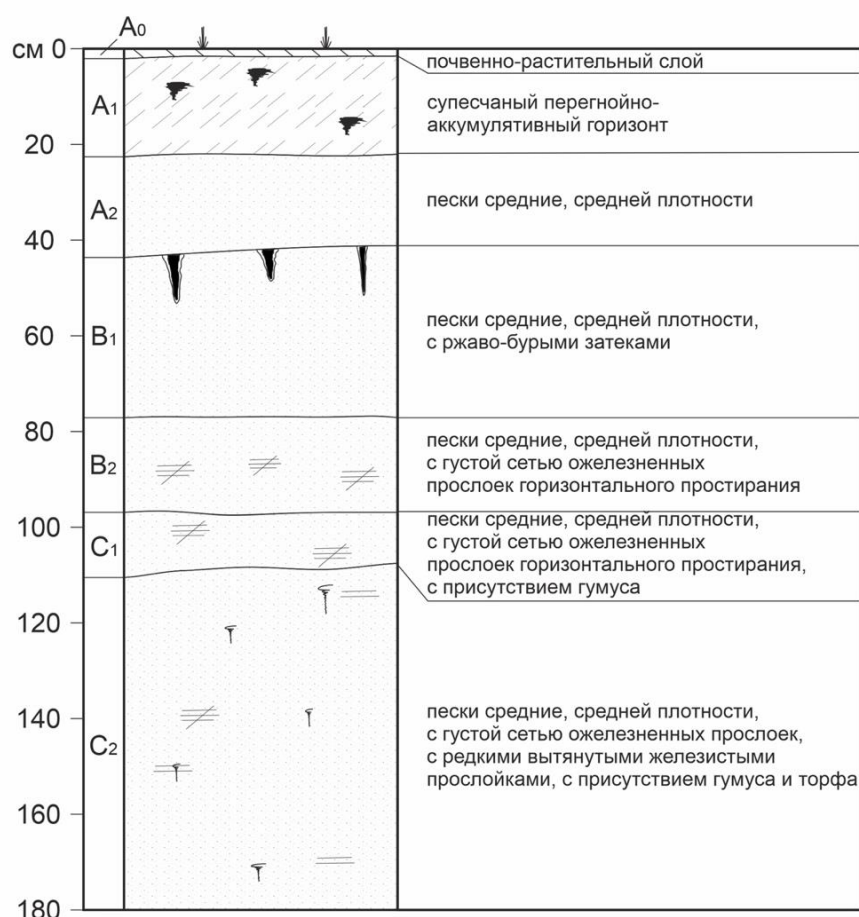 A0
см 0
почвенно-растительный слой
A1
супесчаный перегнойно-
аккумулятивный горизонт
20
A2
пески средние, средней плотности
40
60
B1
пески средние, средней плотности,
с ржаво-бурыми затеками
80
B2
пески средние, средней плотности,
с густой сетью ожелезненных
прослоек горизонтального простирания
100
C1
пески средние, средней плотности,
с густой сетью ожелезненных
прослоек горизонтального простирания,
с присутствием гумуса
120
140
C2
пески средние, средней плотности,
с густой сетью ожелезненных прослоек,
с редкими вытянутыми железистыми
прослойками, с присутствием гумуса и торфа
160
180